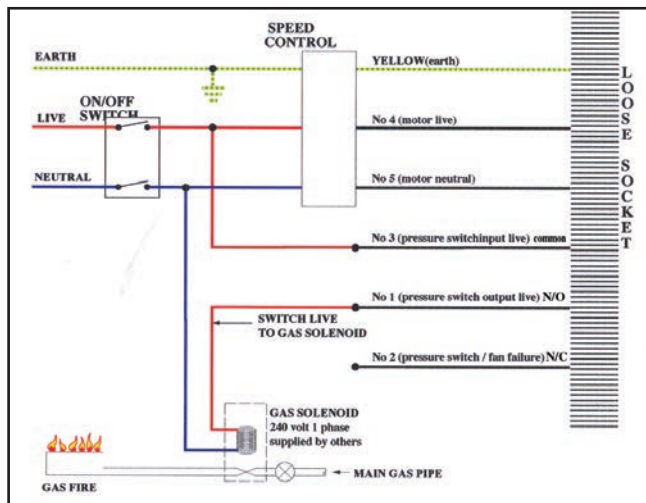 SPEED
CONTROL
EARTH
YELLOW(earth)
ON/OFF
SWITCH
LIVE
No 4 (motor live)
NEUTRAL
No 5 (motor neutral)
No 3 (pressure switchinput live) common
No 1 (pressure switch output live) N/O
SWITCH LIVE
TO GAS SOLENOID
No 2 (pressure switch / fan failure) N/C
GAS SOLENOID
240 volt 1 phase
supplied by others
MAIN GAS PIPE
GAS FIRE
LOOSE SOCKET